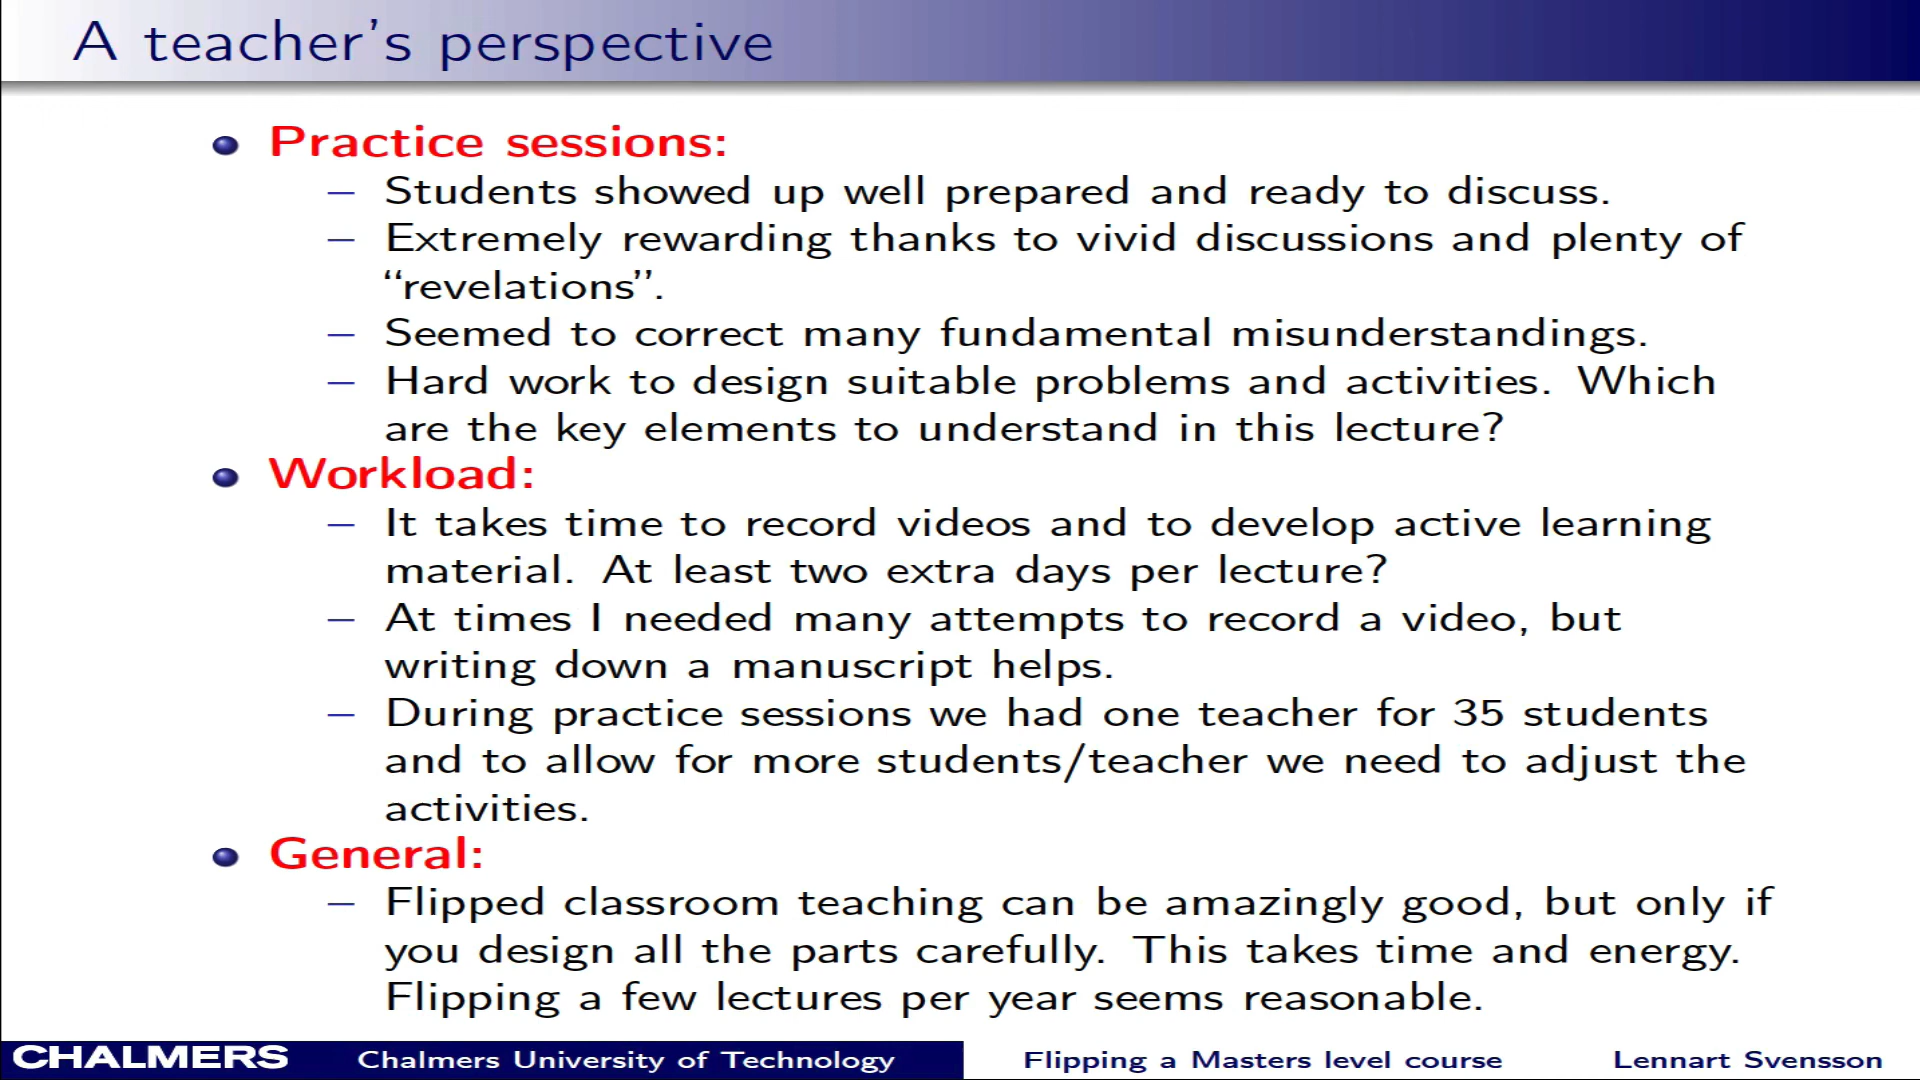 A teacher's perspective
Practice sessions:
– Students showed up well prepared and ready to discuss.
– Extremely rewarding thanks to vivid discussions and plenty of
“revelations”.
– Seemed to correct many fundamental misunderstandings.
– Hard work to design suitable problems and activities. Which
are the key elements to understand in this lecture?
Workload:
– It takes time to record videos and to develop active learning
material. At least two extra days per lecture?
– At times I needed many attempts to record a video, but
writing down a manuscript helps.
– During practice sessions we had one teacher for 35 students
and to allow for more students/teacher we need to adjust the
activities.
General:
– Flipped classroom teaching can be amazingly good, but only if
you design all the parts carefully. This takes time and energy.
Flipping a few lectures per year seems reasonable.
CHALMERS Chalmers University of Technology Flipping a Masters level course Lennart Svensson